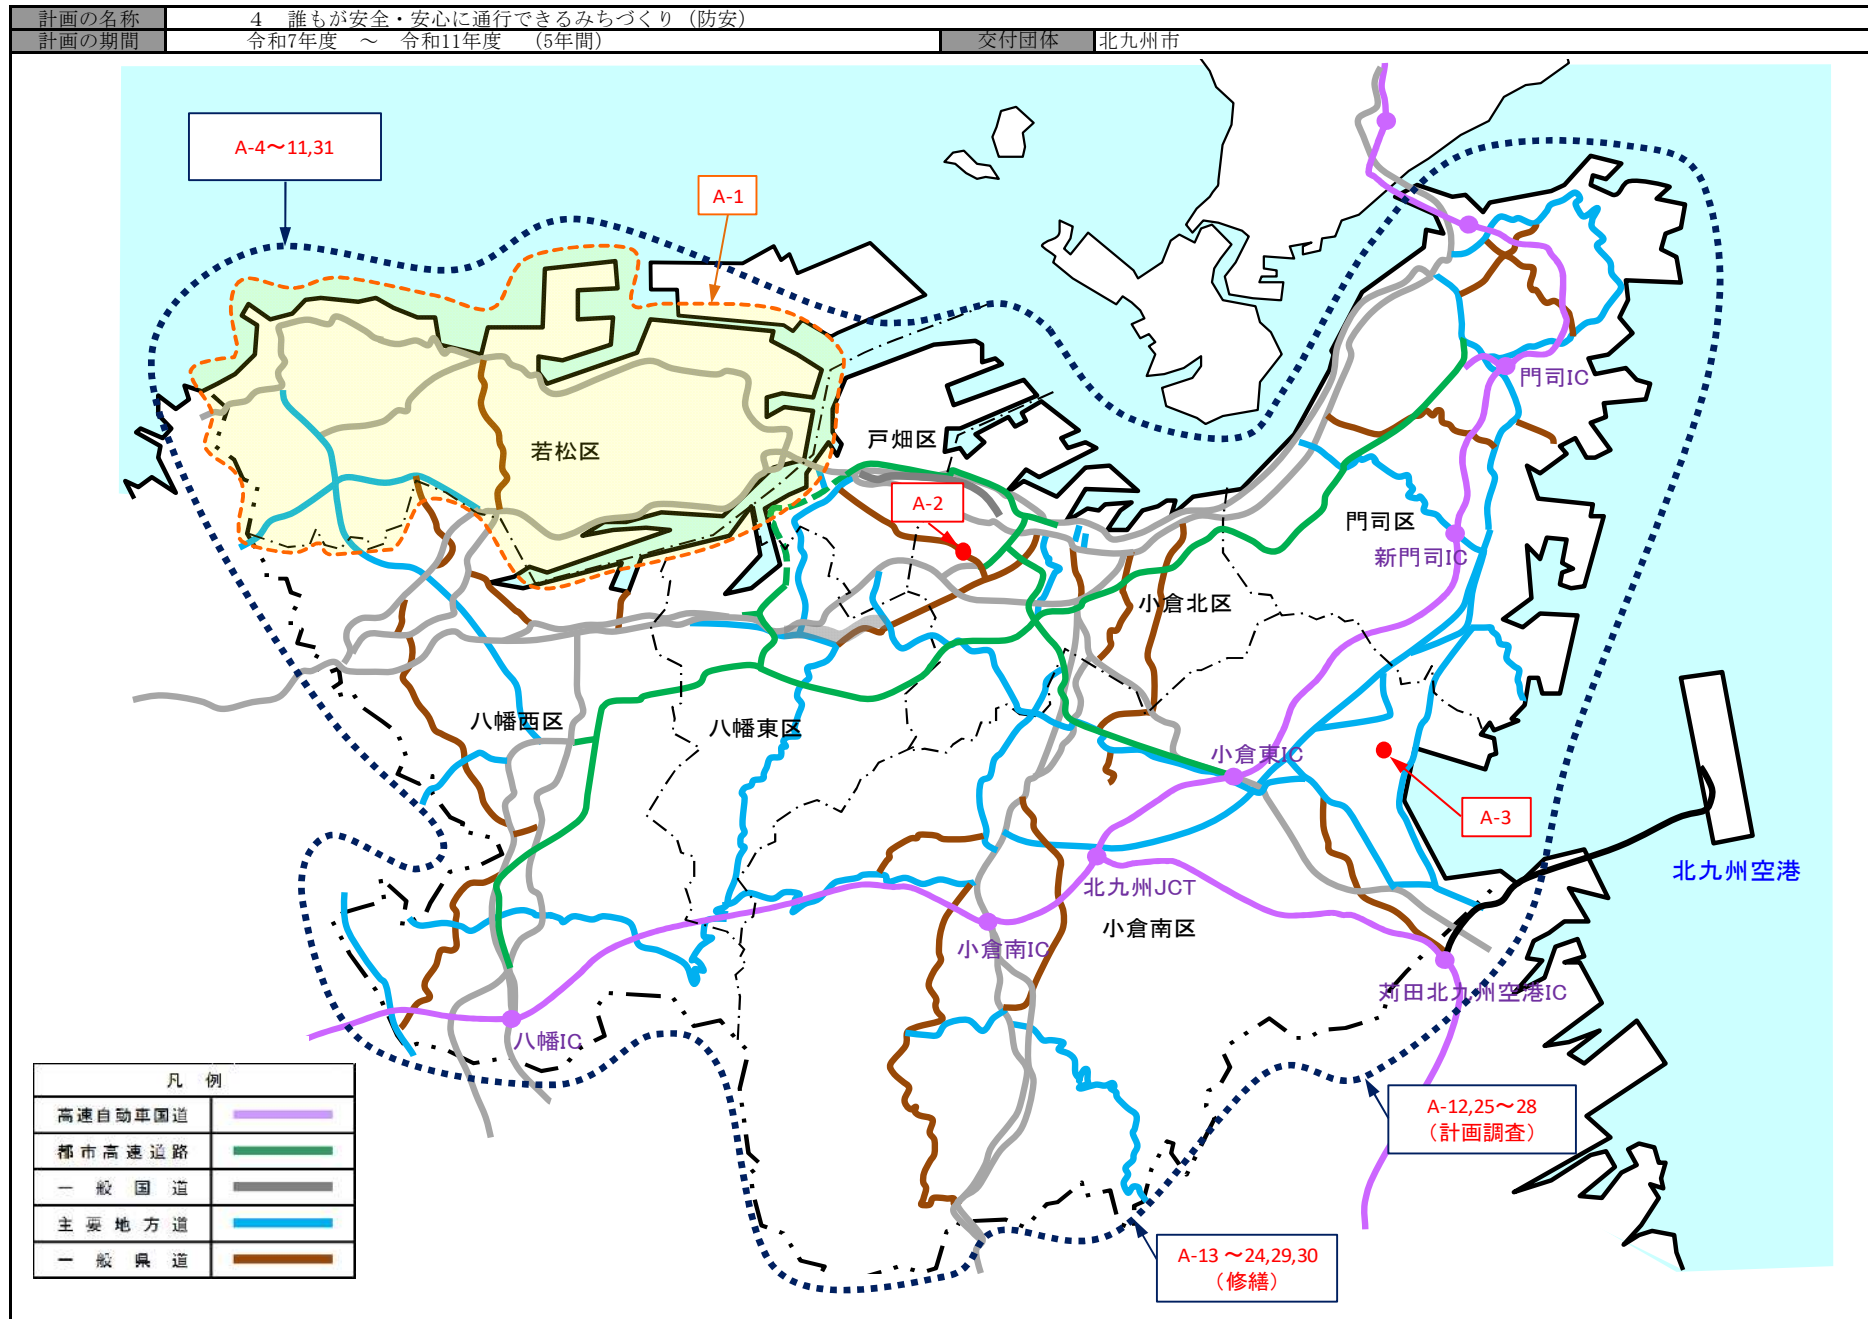 計画の名称 4 誰もが安全・安心に通行できるみちづくり（防安）
計画の期間 令和7年度 ～ 令和11年度 （5年間） 交付団体 北九州市
A-4～11,31
A-1
門司IC
戸畑区
若松区
A-2
門司区
新門司IC
小倉北区
八幡西区
八幡東区
小倉東IC
A-3
北九州空港
北九州JCT
小倉南区
小倉南IC
苅田北九州空港IC
八幡IC
凡 例
高速自動車国道
都市高速道路
一般国道
主要地方道
一般県道
A-12,25～28
（計画調査）
A-13 ～24,29,30
（修繕）